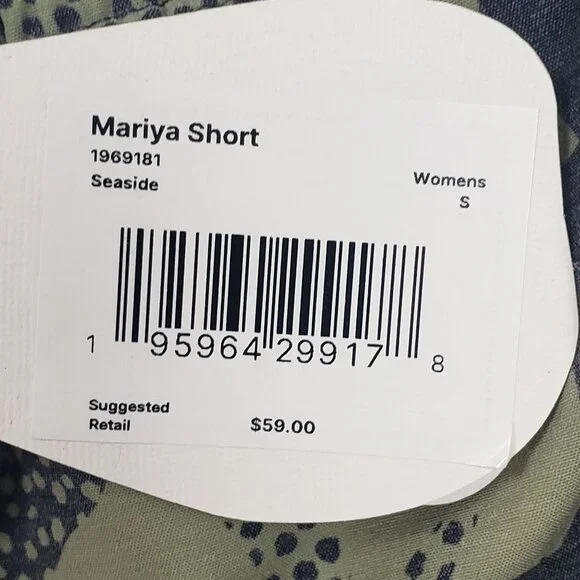 Mariya Short
1969181
Seaside
Womens
S
1 95964 29917 8
Suggested
Retail $59.00